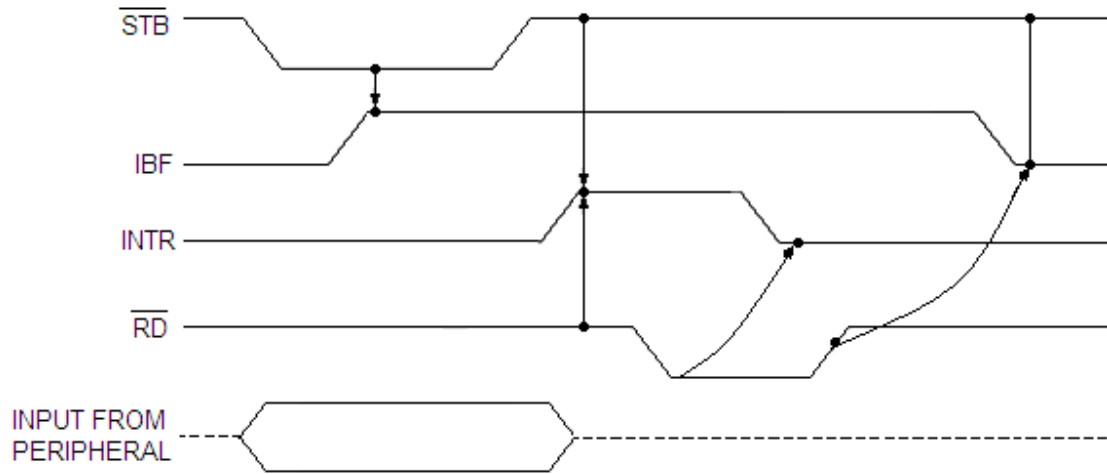 STB
IBF
INTR
RD
INPUT FROM
PERIPHERAL